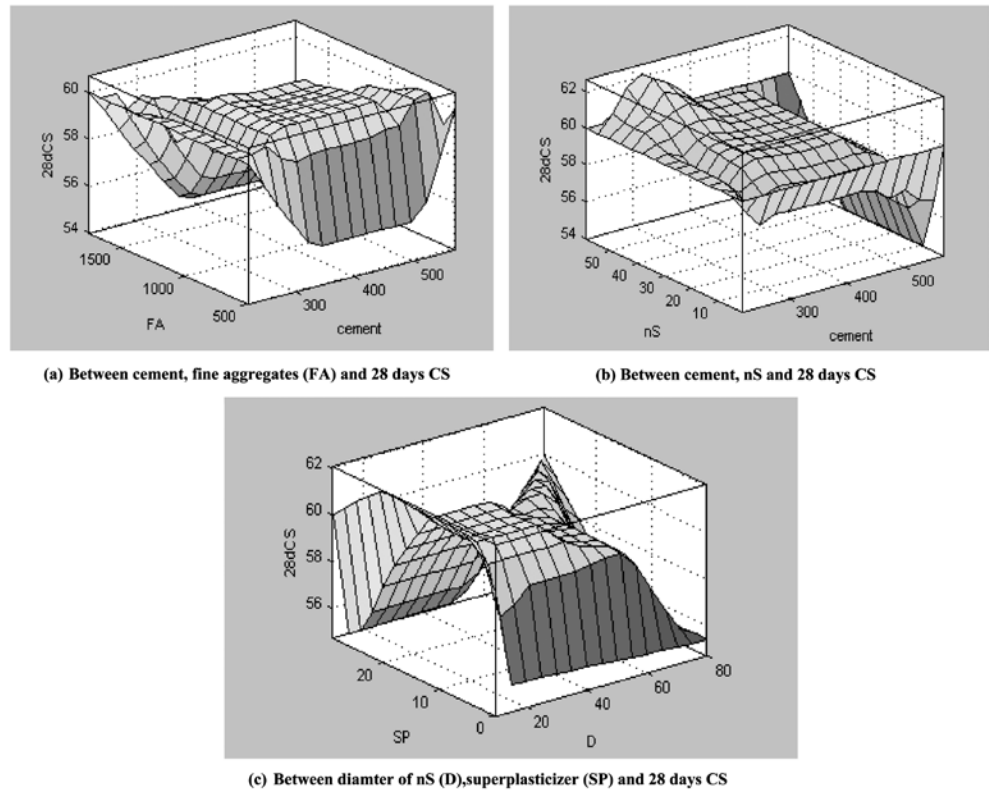 60
58
56
54
28dCS
1500
1000
500
FA
300
400
500
cement
62
60
58
56
54
28dCS
50
40
30
20
10
nS
300
400
500
cement
(a) Between cement, fine aggregates (FA) and 28 days CS
(b) Between cement, nS and 28 days CS
62
60
58
56
28dCS
20
10
0
SP
20
40
60
80
D
(c) Between diamter of nS (D),superplasticizer (SP) and 28 days CS